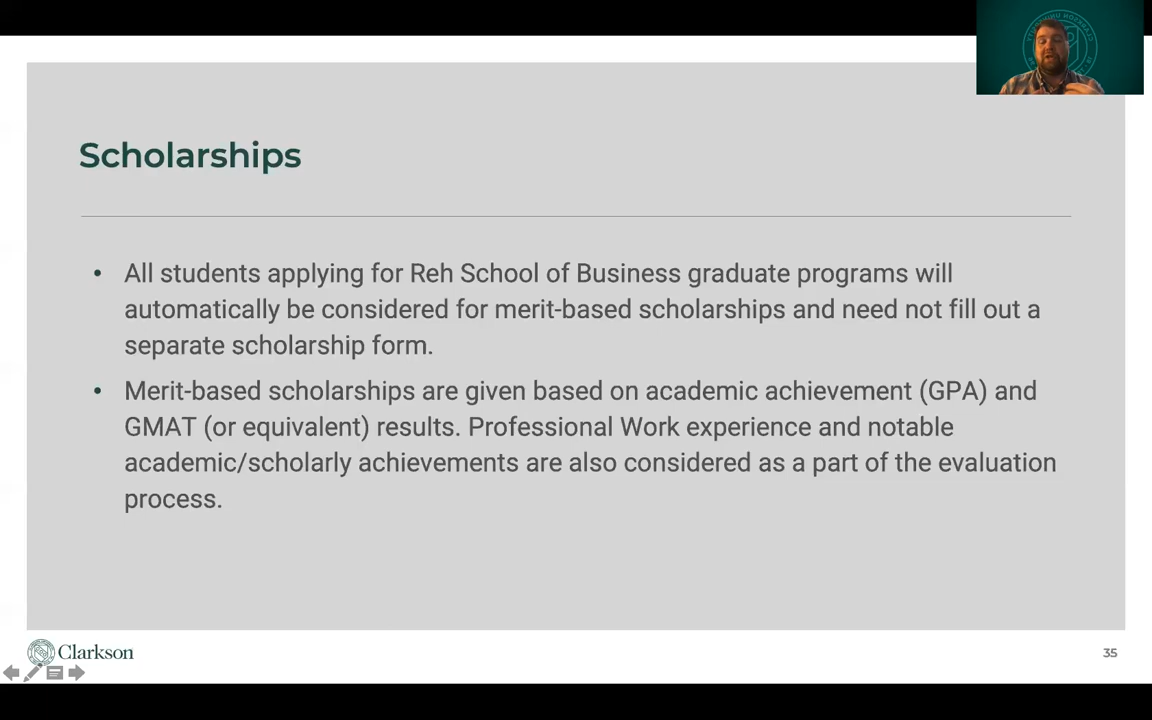 Scholarships
All students applying for Reh School of Business graduate programs will
automatically be considered for merit-based scholarships and need not fill out a
separate scholarship form.
Merit-based scholarships are given based on academic achievement (GPA) and
GMAT (or equivalent) results. Professional Work experience and notable
academic/scholarly achievements are also considered as a part of the evaluation
process.
Clarkson
35